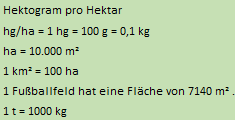 Hektogram pro Hektar
hg/ha = 1 hg = 100 g = 0,1 kg
ha = 10.000 m²
1 km² = 100 ha
1 Fußballfeld hat eine Fläche von 7140 m² .
1 t = 1000 kg